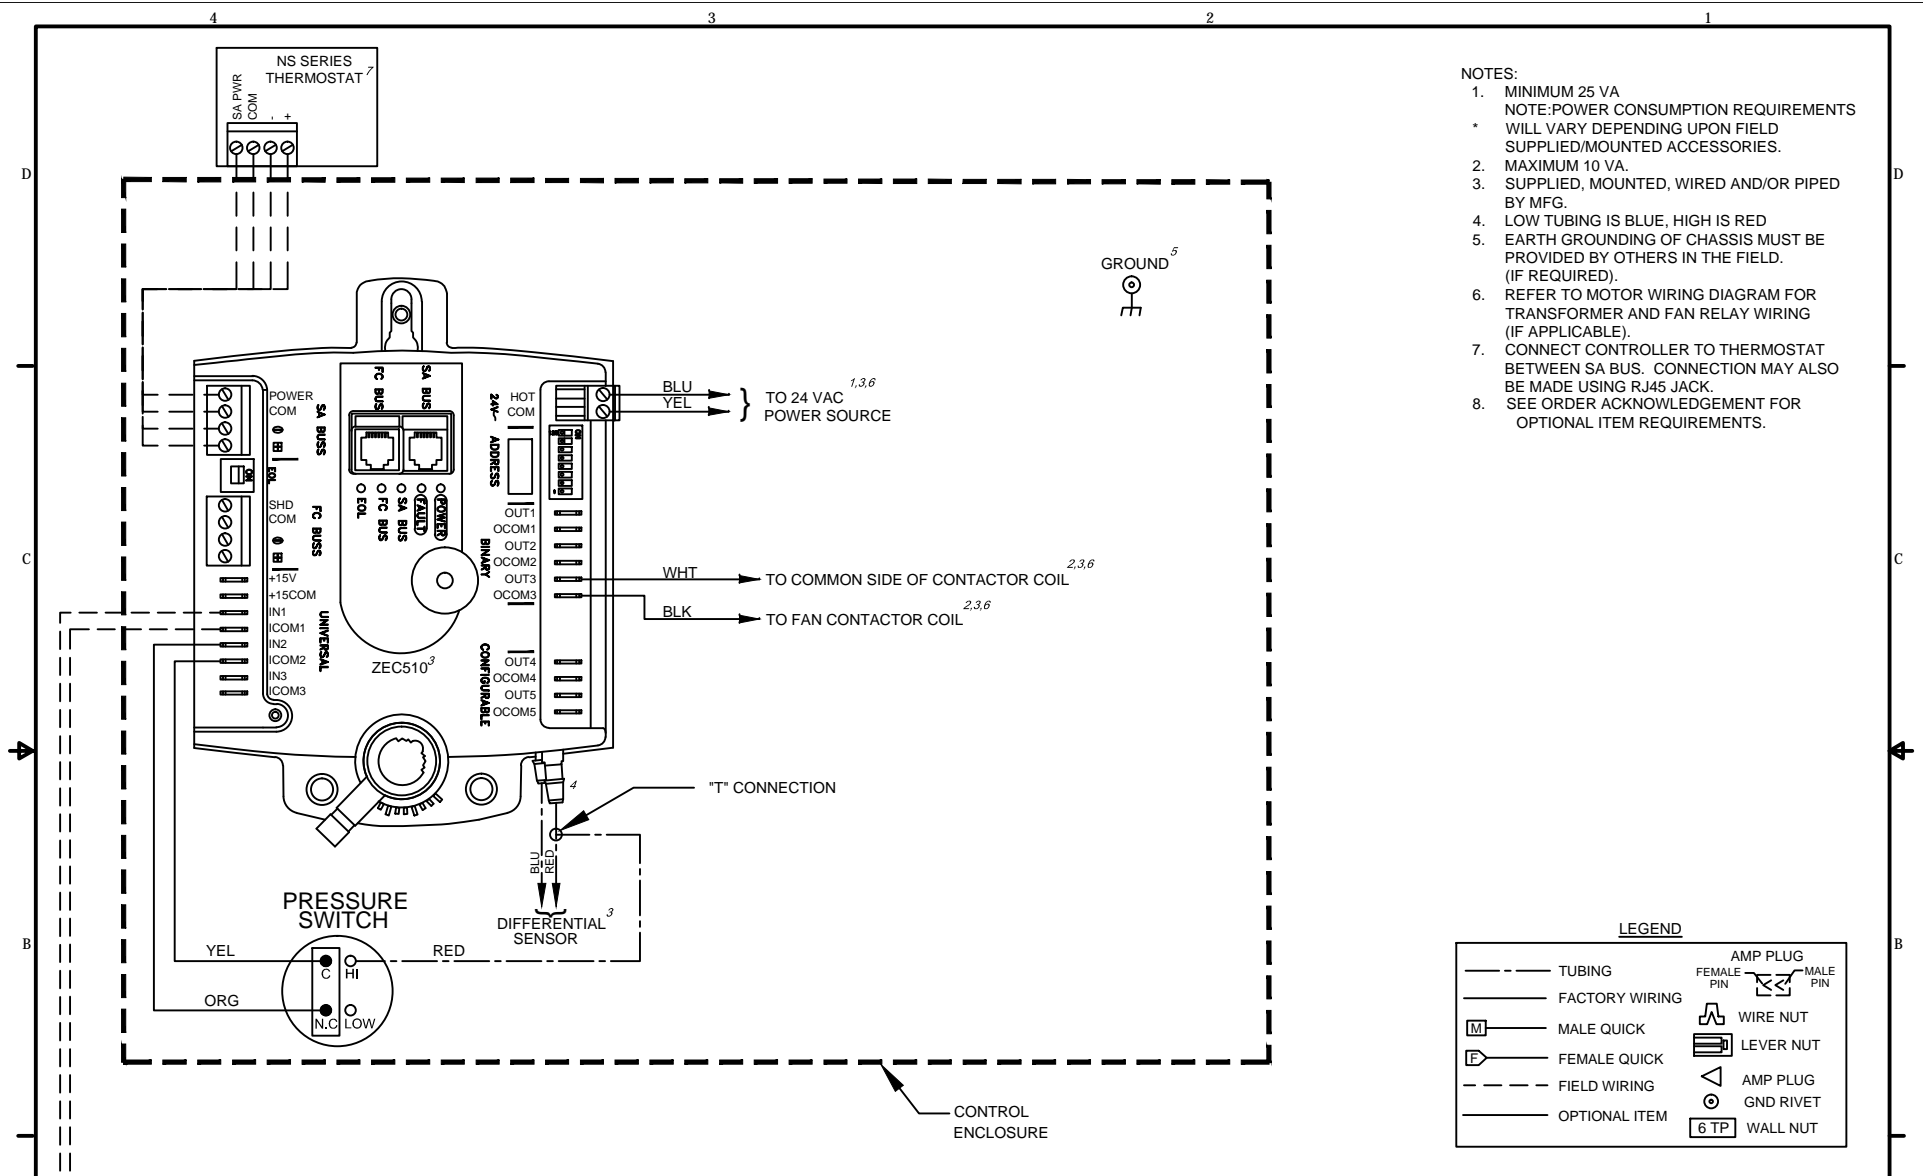 4 3 2 1
NS SERIES
THERMOSTAT 7
SA PWR
COM
-
+
NOTES:
1. MINIMUM 25 VA
NOTE:POWER CONSUMPTION REQUIREMENTS
* WILL VARY DEPENDING UPON FIELD
SUPPLIED/MOUNTED ACCESSORIES.
2. MAXIMUM 10 VA.
3. SUPPLIED, MOUNTED, WIRED AND/OR PIPED
BY MFG.
4. LOW TUBING IS BLUE, HIGH IS RED
5. EARTH GROUNDING OF CHASSIS MUST BE
PROVIDED BY OTHERS IN THE FIELD.
(IF REQUIRED).
6. REFER TO MOTOR WIRING DIAGRAM FOR
TRANSFORMER AND FAN RELAY WIRING
(IF APPLICABLE).
7. CONNECT CONTROLLER TO THERMOSTAT
BETWEEN SA BUS. CONNECTION MAY ALSO
BE MADE USING RJ45 JACK.
8. SEE ORDER ACKNOWLEDGEMENT FOR
OPTIONAL ITEM REQUIREMENTS.
D
D
GROUND 5
POWER
COM
SA BUSS
EOL
ON
SHD
COM
FC BUSS
+15V
+15COM
IN1
ICOM1
IN2
ICOM2
IN3
ICOM3
UNIVERSAL
FC BUS
SA BUS
EOL
FC BUS
SA BUS
FAULT
POWER
ZEC510 3
24V~
HOT
COM
ADDRESS
ON
OUT1
OCOM1
OUT2
OCOM2
OUT3
OCOM3
BINARY
OUT4
OCOM4
OUT5
OCOM5
CONFIGURABLE
BLU
YEL
TO 24 VAC 1,3,6
POWER SOURCE
C
C
WHT
TO COMMON SIDE OF CONTACTOR COIL 2,3,6
BLK
TO FAN CONTACTOR COIL 2,3,6
4
"T" CONNECTION
BLU
RED
DIFFERENTIAL 3
SENSOR
PRESSURE
SWITCH
YEL
RED
C
HI
ORG
N.C
LOW
B
B
CONTROL
ENCLOSURE
LEGEND
TUBING
FACTORY WIRING
M MALE QUICK
F FEMALE QUICK
FIELD WIRING
OPTIONAL ITEM
AMP PLUG
FEMALE
PIN
MALE
PIN
WIRE NUT
LEVER NUT
AMP PLUG
GND RIVET
6 TP WALL NUT